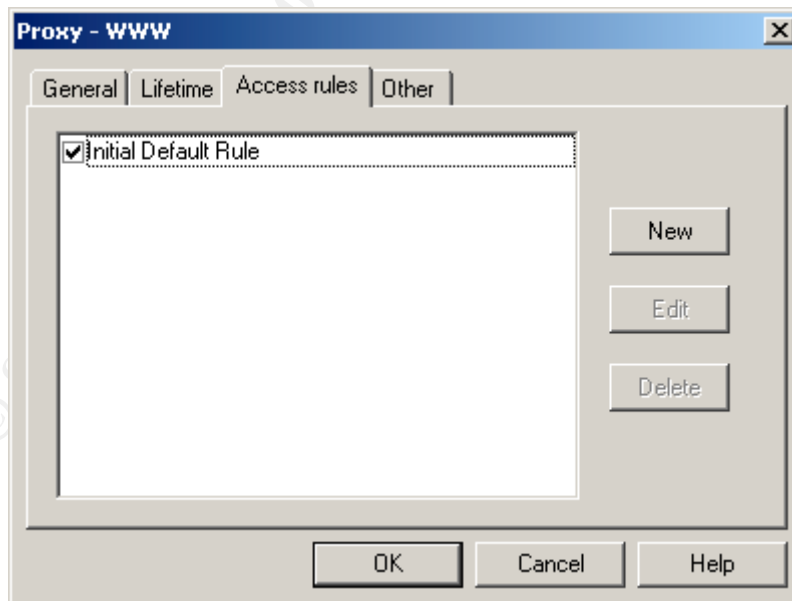 Proxy - WWW
General Lifetime Access rules Other
Initial Default Rule
New
Edit
Delete
OK Cancel Help